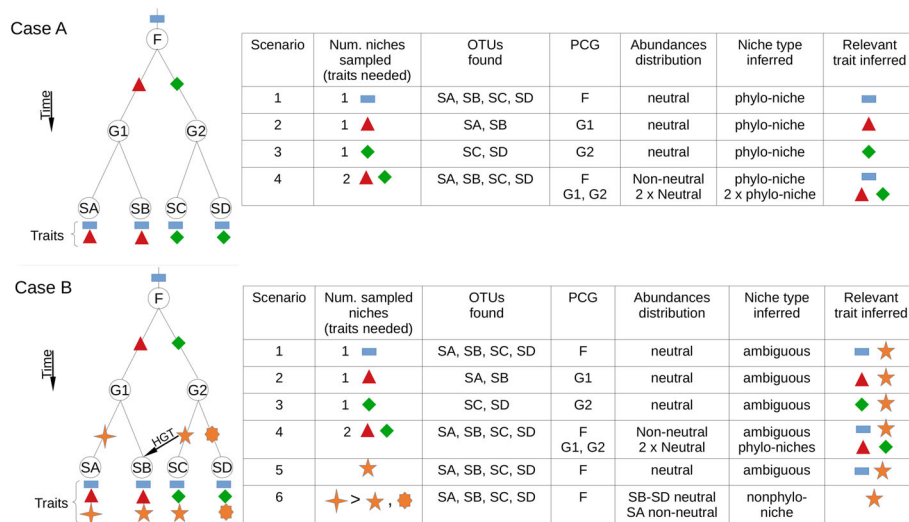 Case A
F
Time
G1 G2
SA SB SC SD
Traits
Scenario Num. niches sampled (traits needed) OTUs found PCG Abundances distribution Niche type inferred Relevant trait inferred
1 1 SA, SB, SC, SD F neutral phylo-niche
2 1 SA, SB G1 neutral phylo-niche
3 1 SC, SD G2 neutral phylo-niche
4 2 SA, SB, SC, SD F Non-neutral phylo-niche
G1, G2 2 x Neutral 2 x phylo-niche
Case B
F
Time
G1 G2
HGT
SA SB SC SD
Traits
Scenario Num. sampled niches (traits needed) OTUs found PCG Abundances distribution Niche type inferred Relevant trait inferred
1 1 SA, SB, SC, SD F neutral ambiguous
2 1 SA, SB G1 neutral ambiguous
3 1 SC, SD G2 neutral ambiguous
4 2 SA, SB, SC, SD F Non-neutral ambiguous
G1, G2 2 x Neutral phylo-niches
5 SA, SB, SC, SD F neutral ambiguous
6 > , SA, SB, SC, SD F SB-SD neutral nonphylo-
SA non-neutral niche